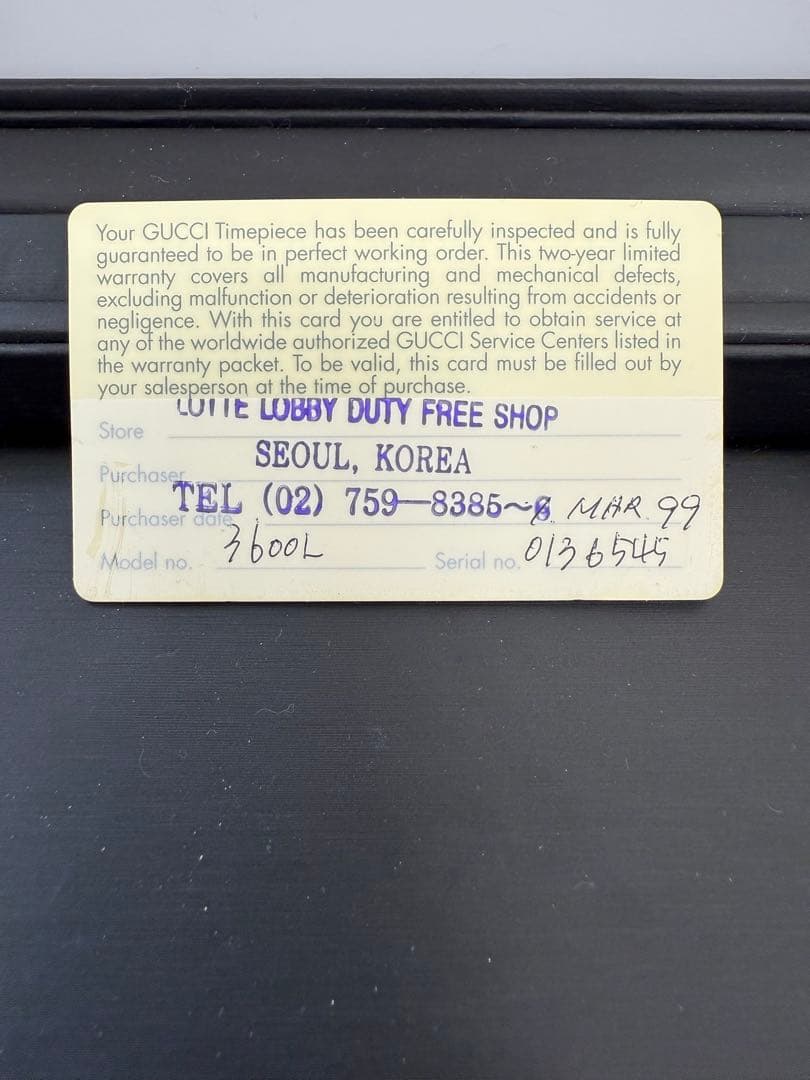 Your GUCCI Timepiece has been carefully inspected and is fully
guaranteed to be in perfect working order. This two-year limited
warranty covers all manufacturing and mechanical defects,
excluding malfunction or deterioration resulting from accidents or
negligence. With this card you are entitled to obtain service at
any of the worldwide authorized GUCCI Service Centers listed in
the warranty packet. To be valid, this card must be filled out by
your salesperson at the time of purchase.
LOTTE LOBBY DUTY FREE SHOP
Store
SEOUL, KOREA
Purchaser
TEL (02) 759-8385~6 MAR. 99
Purchaser date
Model no. 3600L Serial no. 0136545